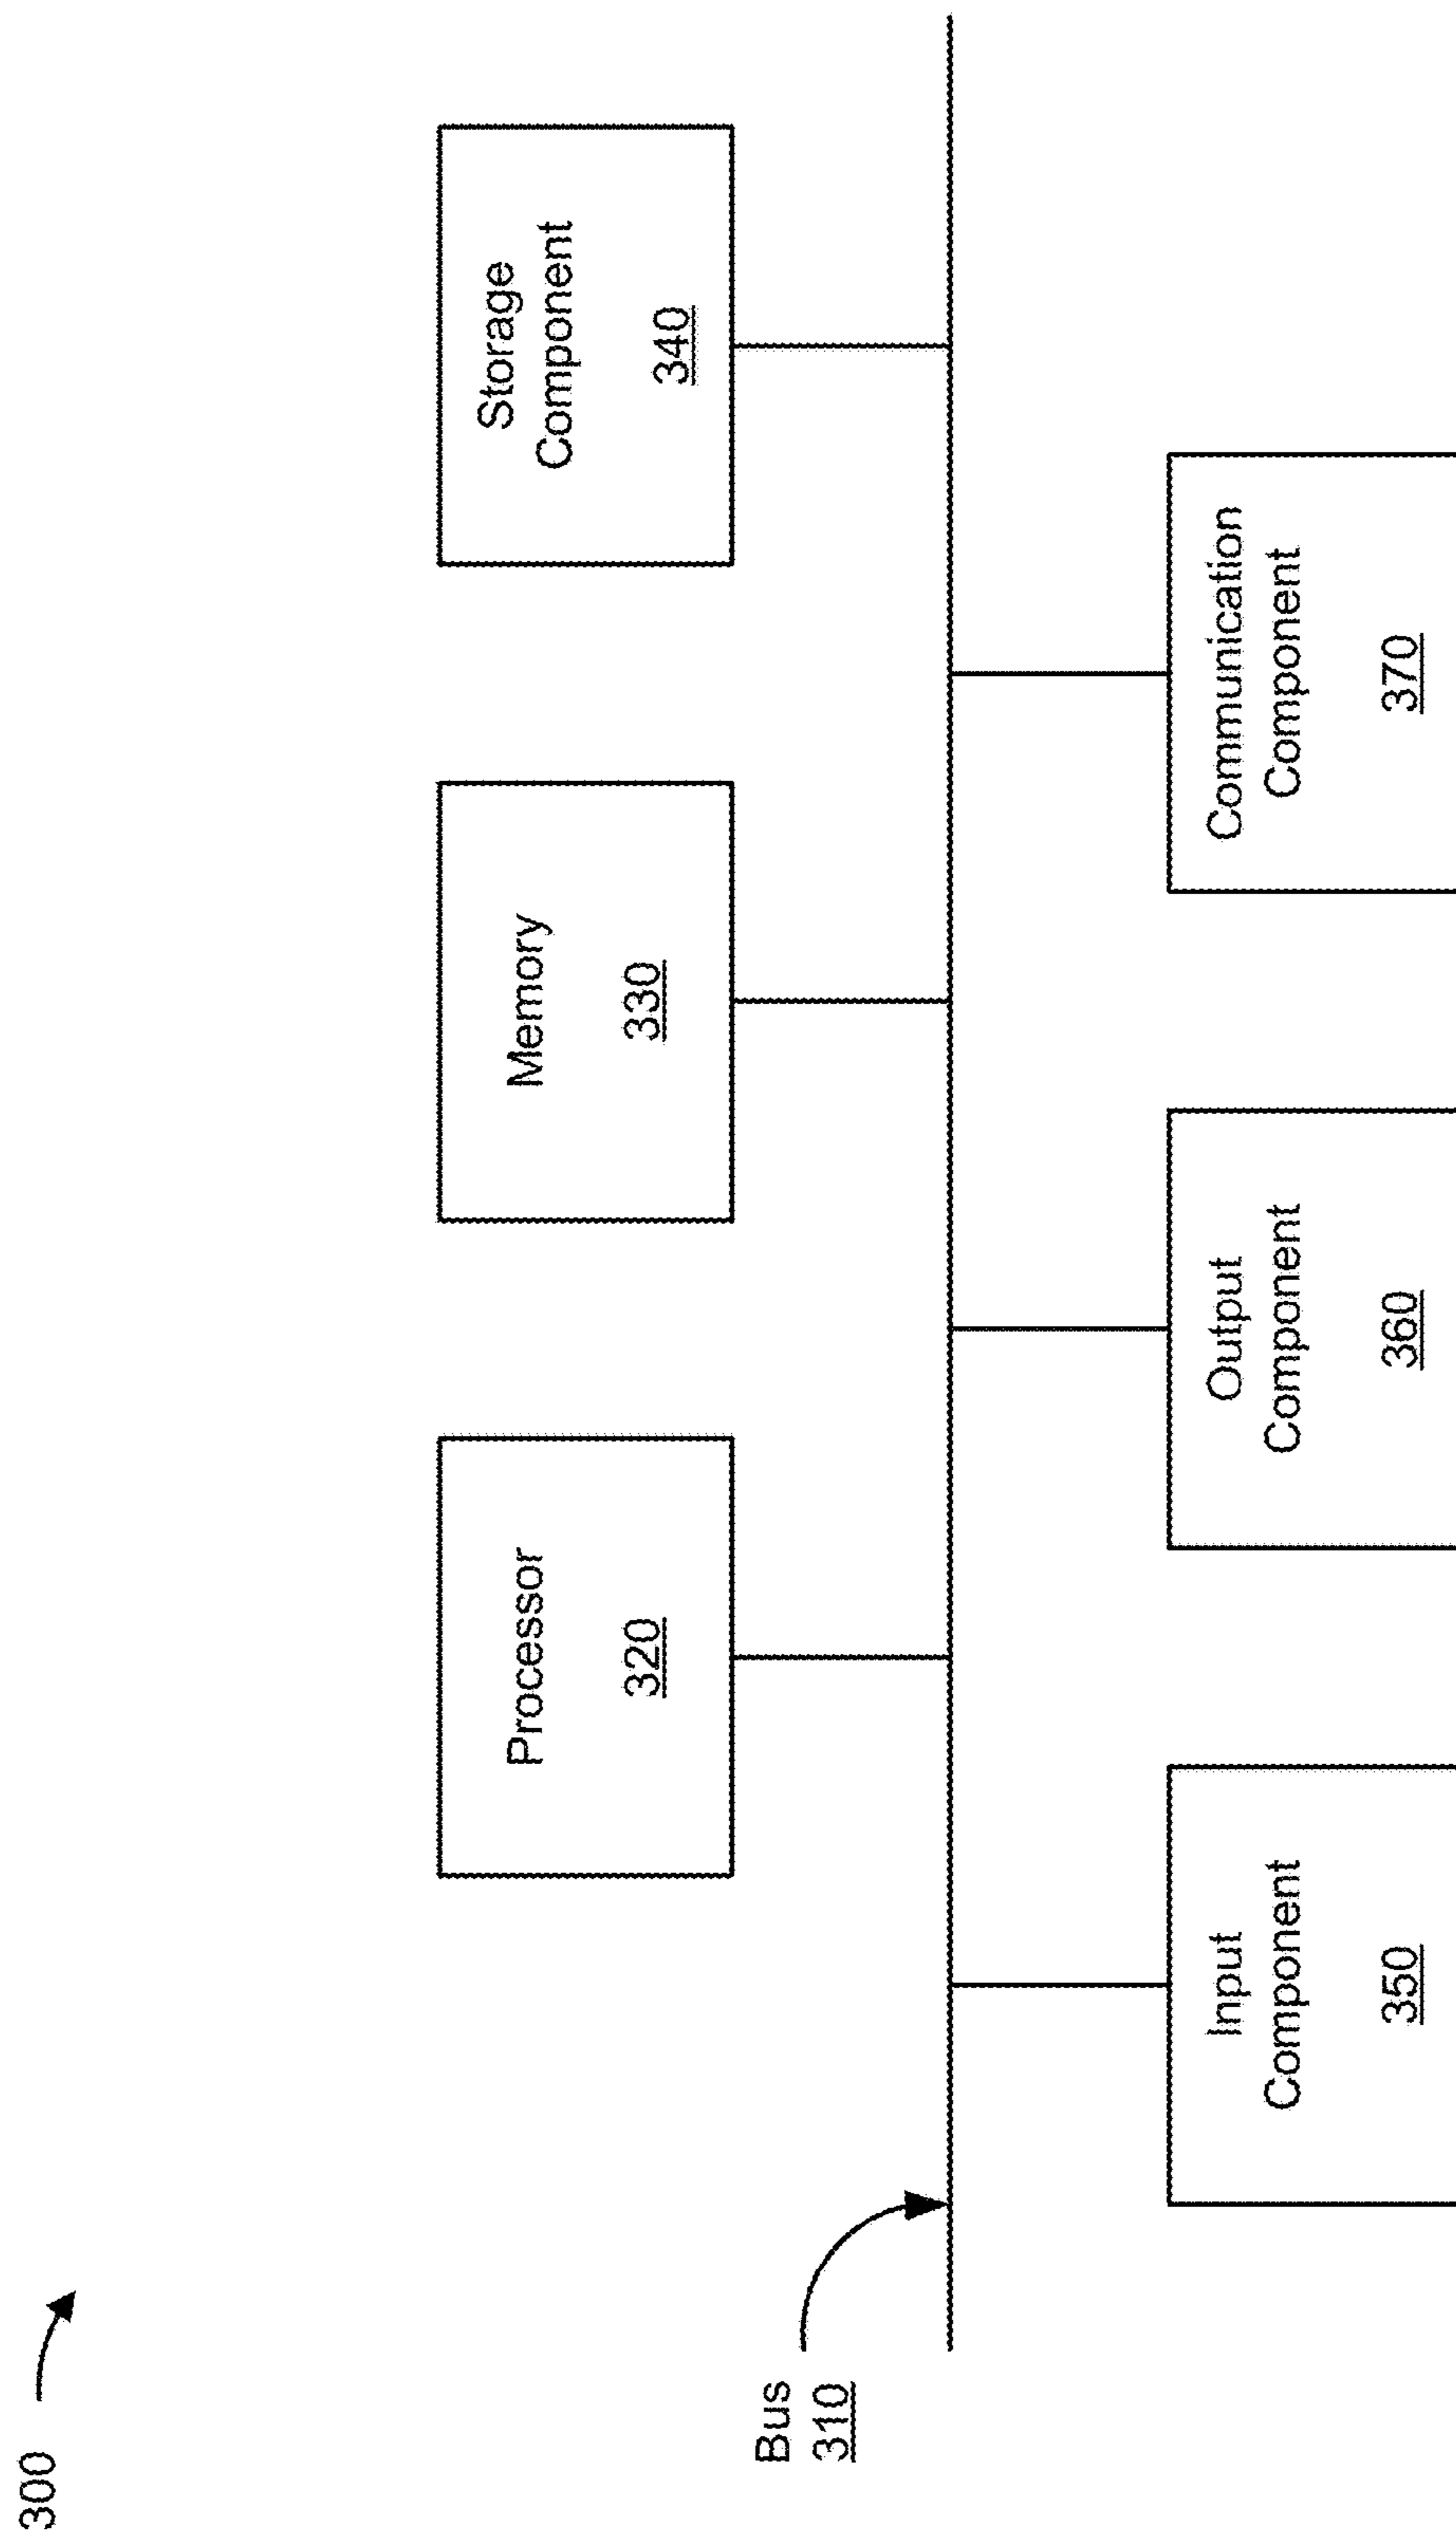 300
Bus
310
Processor
320
Memory
330
Storage
Component
340
Input
Component
350
Output
Component
360
Communication
Component
370